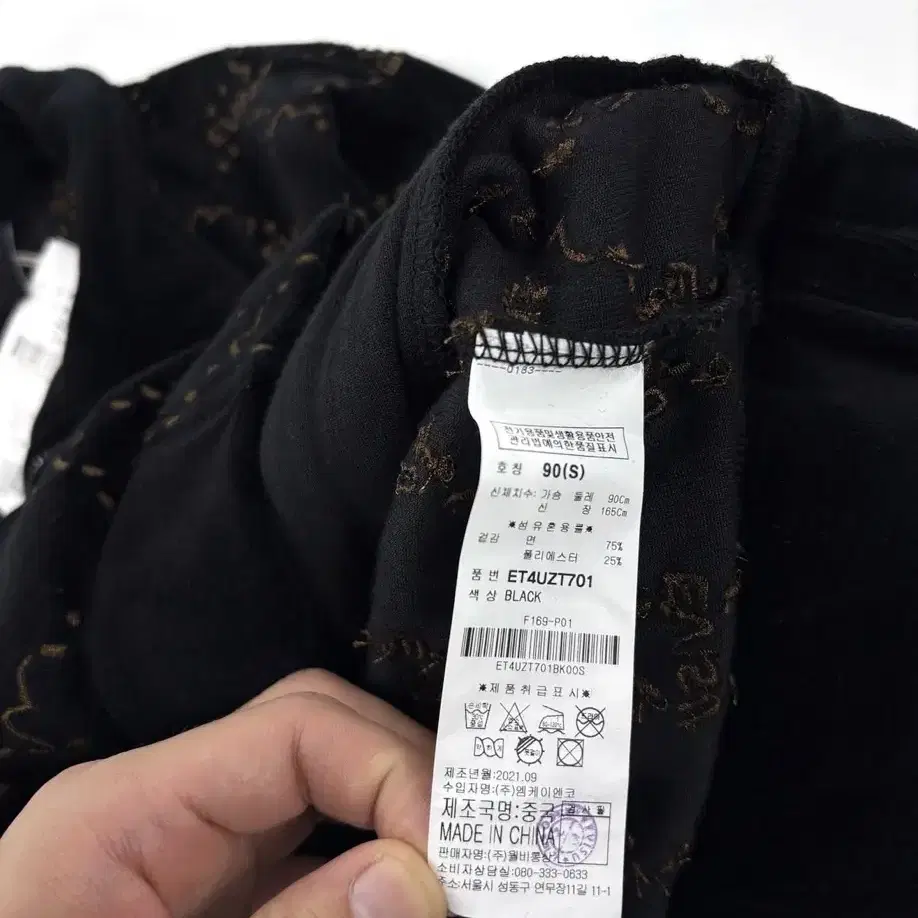 0183
전기용품및생활용품안전
관리법에의한품질표시
호칭 90(S)
신체치수: 가슴 둘레 90Cm
신 장 165Cm
※섬유혼용률※
겉감 면 75%
폴리에스터 25%
품 번 ET4UZT701
색 상 BLACK
F169-P01
ET4UZT701BK00S
※제품취급표시※
제조년월:2021.09
수입자명:(주)엠케이엔코
제조국명:중국 검사필
MADE IN CHINA
판매자명:(주)월비통상
소비자상담실:080-333-0633
주소:서울시 성동구 연무장11길 11-1